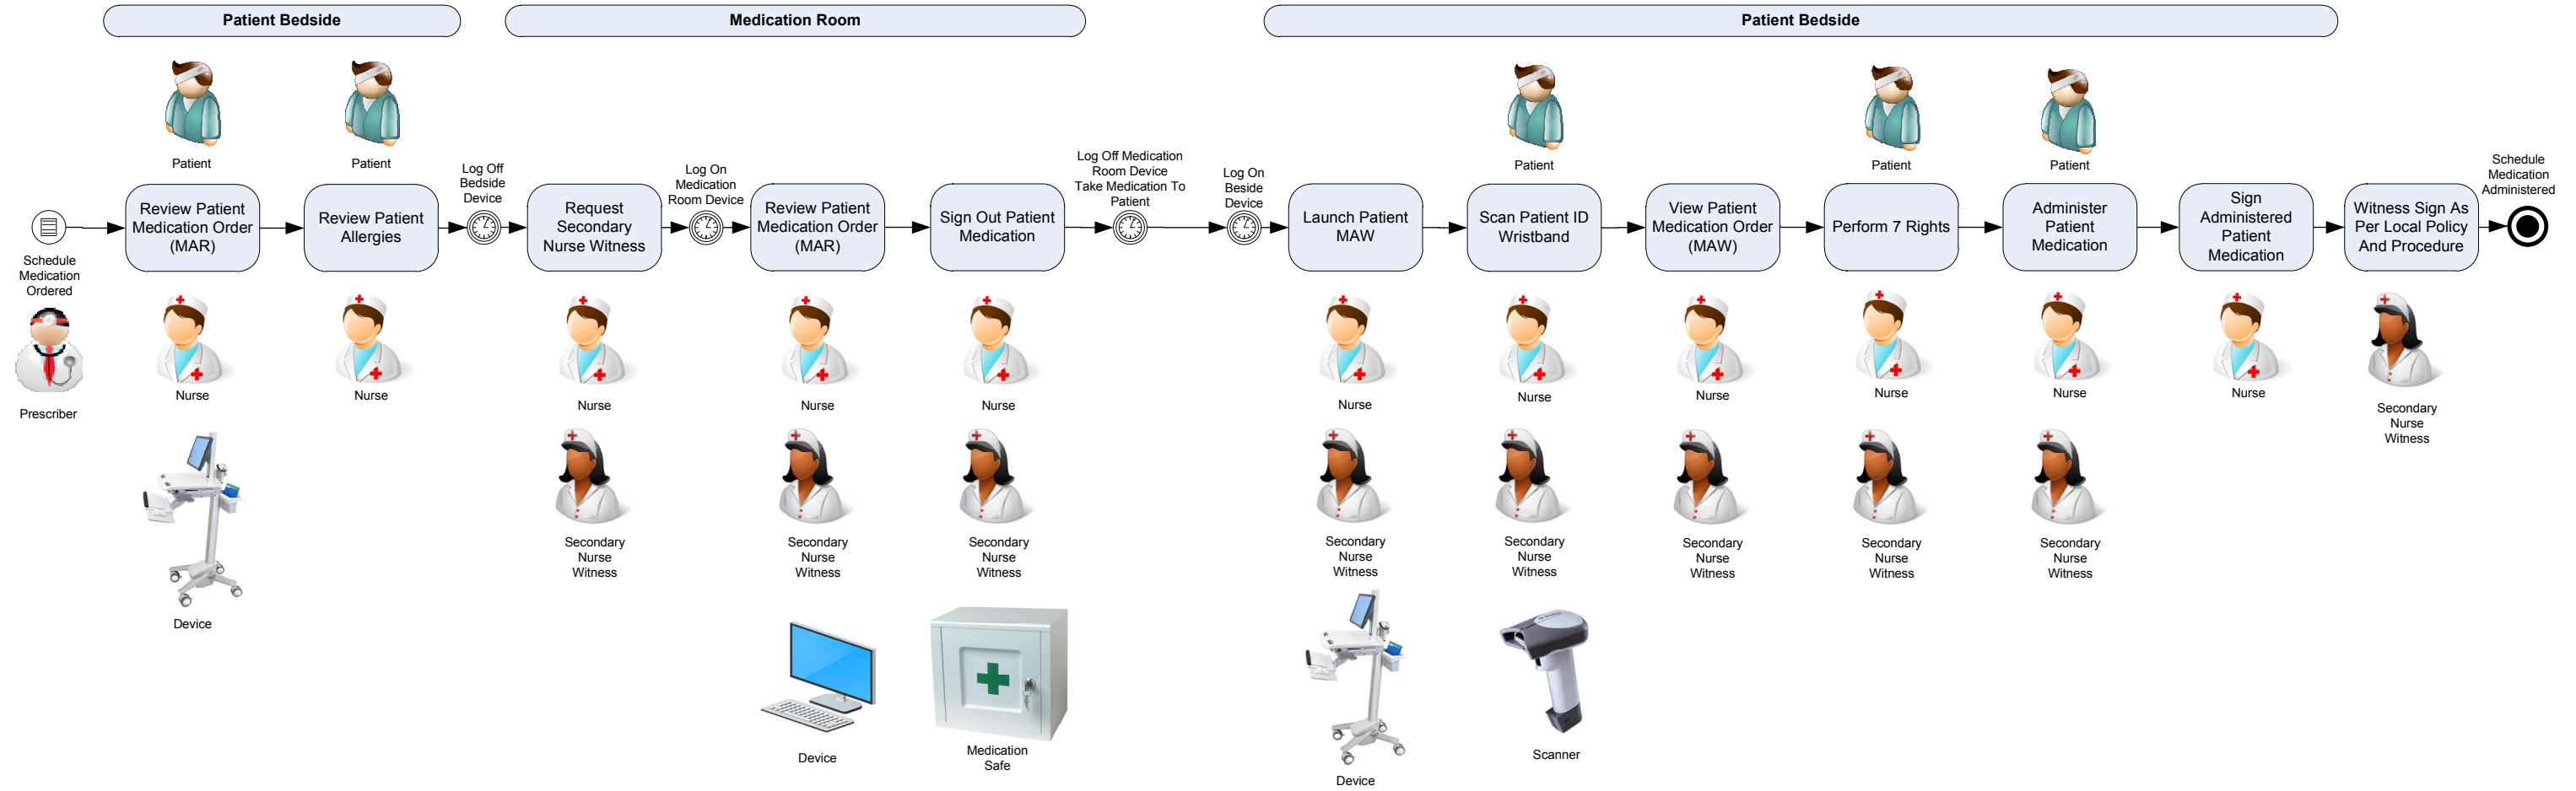 Patient Bedside
Medication Room
Patient Bedside
Patient
Patient
Patient
Patient
Patient
Schedule
Medication
Ordered
Prescriber
Review Patient
Medication Order
(MAR)
Review Patient
Allergies
Log Off
Bedside
Device
Request
Secondary
Nurse Witness
Log On
Medication
Room Device
Review Patient
Medication Order
(MAR)
Sign Out Patient
Medication
Log Off Medication
Room Device
Take Medication To
Patient
Log On
Beside
Device
Launch Patient
MAW
Scan Patient ID
Wristband
View Patient
Medication Order
(MAW)
Perform 7 Rights
Administer
Patient
Medication
Sign
Administered
Patient
Medication
Witness Sign As
Per Local Policy
And Procedure
Schedule
Medication
Administered
Nurse
Nurse
Nurse
Nurse
Nurse
Nurse
Nurse
Nurse
Nurse
Nurse
Nurse
Secondary
Nurse
Witness
Secondary
Nurse
Witness
Secondary
Nurse
Witness
Secondary
Nurse
Witness
Secondary
Nurse
Witness
Secondary
Nurse
Witness
Secondary
Nurse
Witness
Secondary
Nurse
Witness
Secondary
Nurse
Witness
Device
Device
Medication
Safe
Device
Scanner